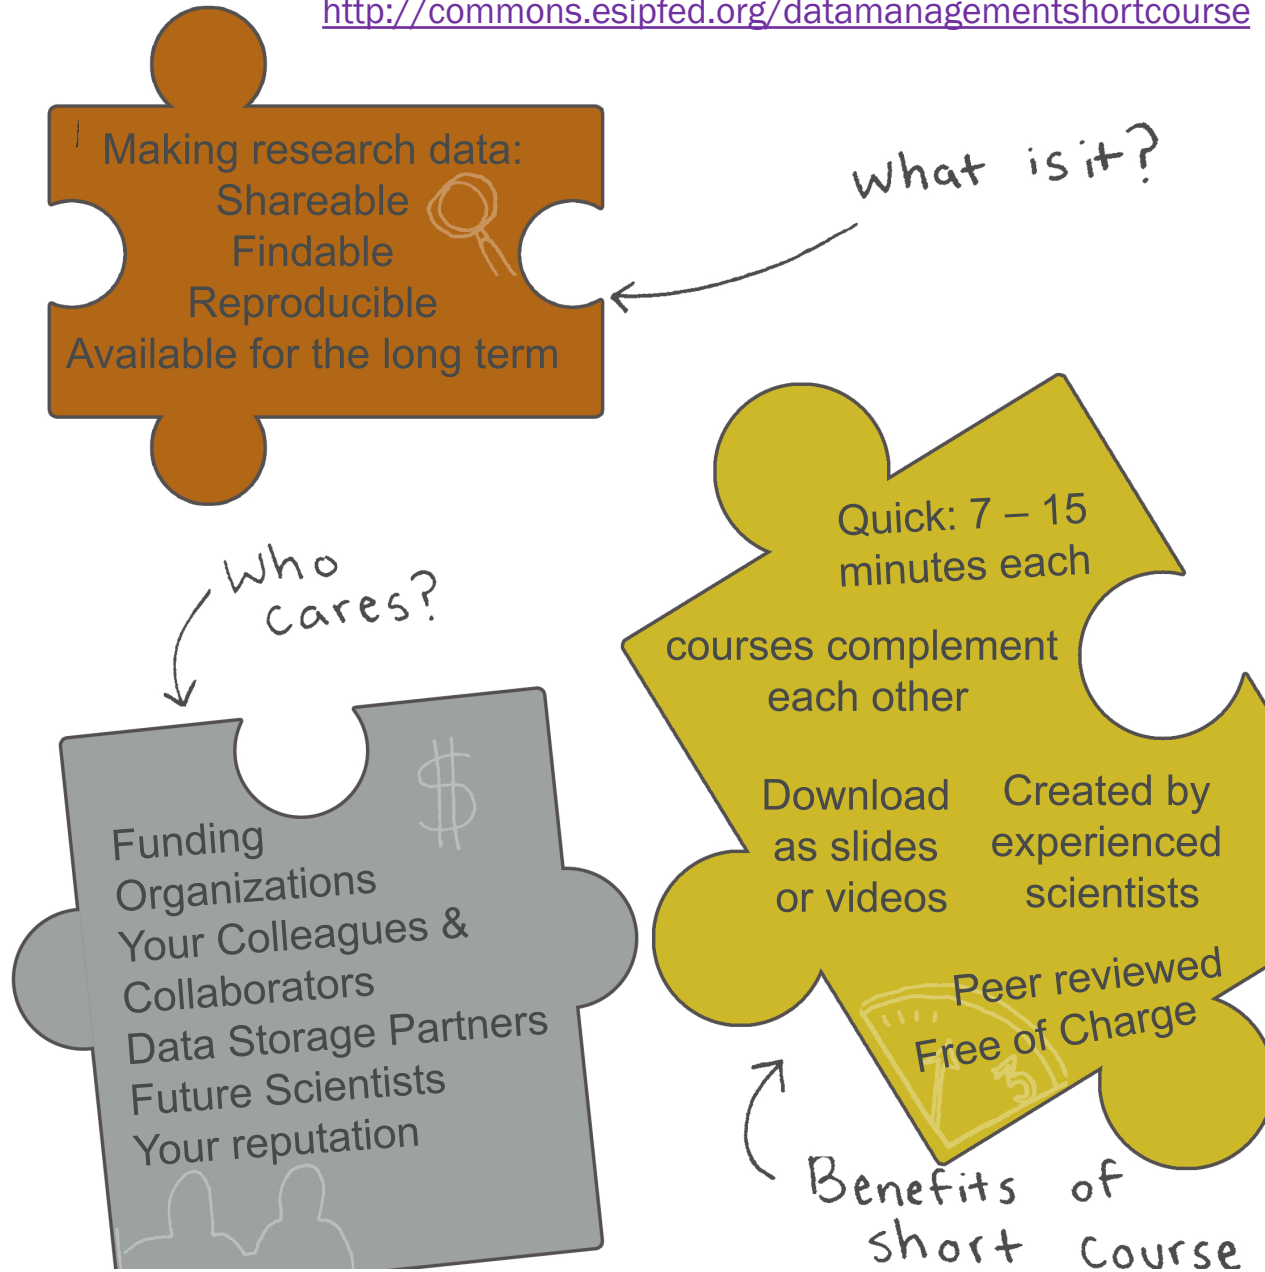 http://commons.esipfed.org/datamanagementshortcourse
Making research data:
Shareable
Findable
Reproducible
Available for the long term
what is it?
Who
cares?
Funding
Organizations
Your Colleagues &
Collaborators
Data Storage Partners
Future Scientists
Your reputation
$
Quick: 7 – 15
minutes each
courses complement
each other
Download
as slides
or videos
Created by
experienced
scientists
Peer reviewed
Free of Charge
3
Benefits of
short course